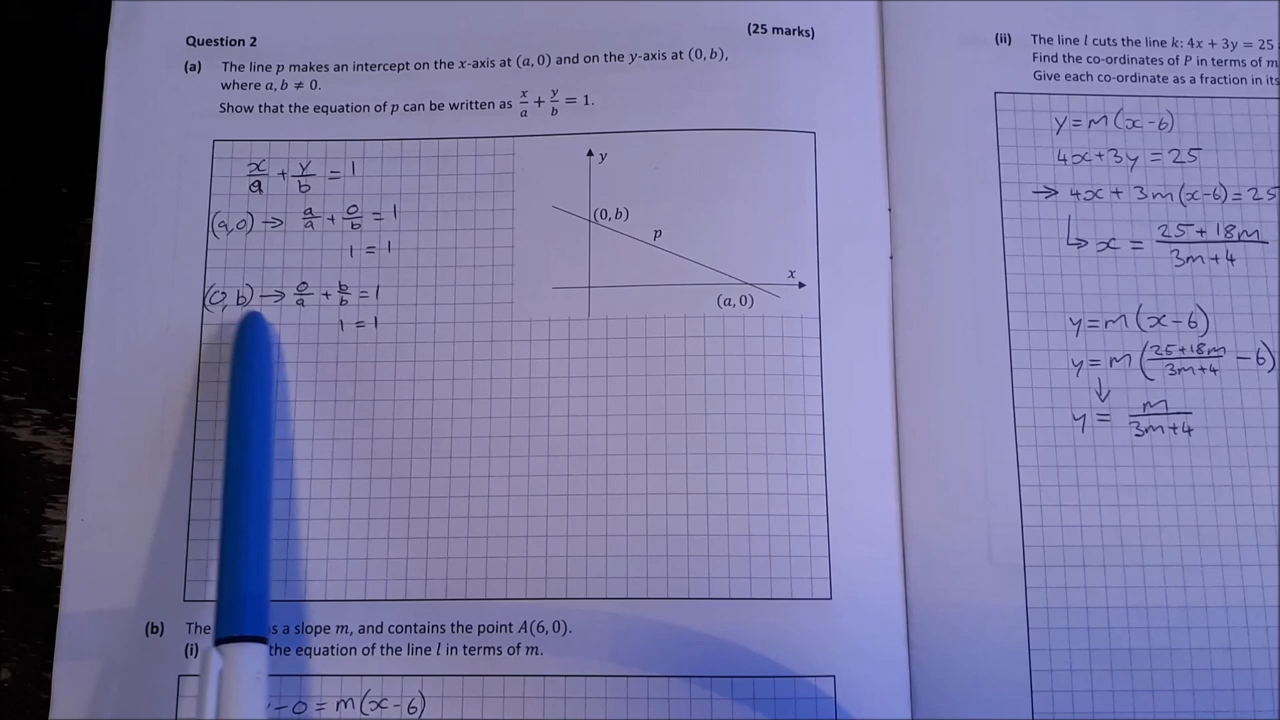 (25 marks)
Question 2
(a) The line p makes an intercept on the x-axis at (a, 0) and on the y-axis at (0, b),
where a, b ≠ 0.
Show that the equation of p can be written as x/a + y/b = 1.
x/a + y/b = 1
(a,0) → a/a + 0/b = 1
1 = 1
(0, b) → 0/a + b/b = 1
1 = 1
y
(0, b)
p
x
(a, 0)
(b) The s a slope m, and contains the point A(6, 0).
(i) the equation of the line l in terms of m.
- 0 = m(x-6)
(ii) The line l cuts the line k: 4x + 3y = 25
Find the co-ordinates of P in terms of m
Give each co-ordinate as a fraction in its
y = m(x-6)
4x+3y = 25
→ 4x + 3m(x-6) = 25
↳ x = (25+18m)/(3m+4)
y = m(x-6)
y = m((25+18m)/(3m+4) - 6)
↓
y = m/(3m+4)